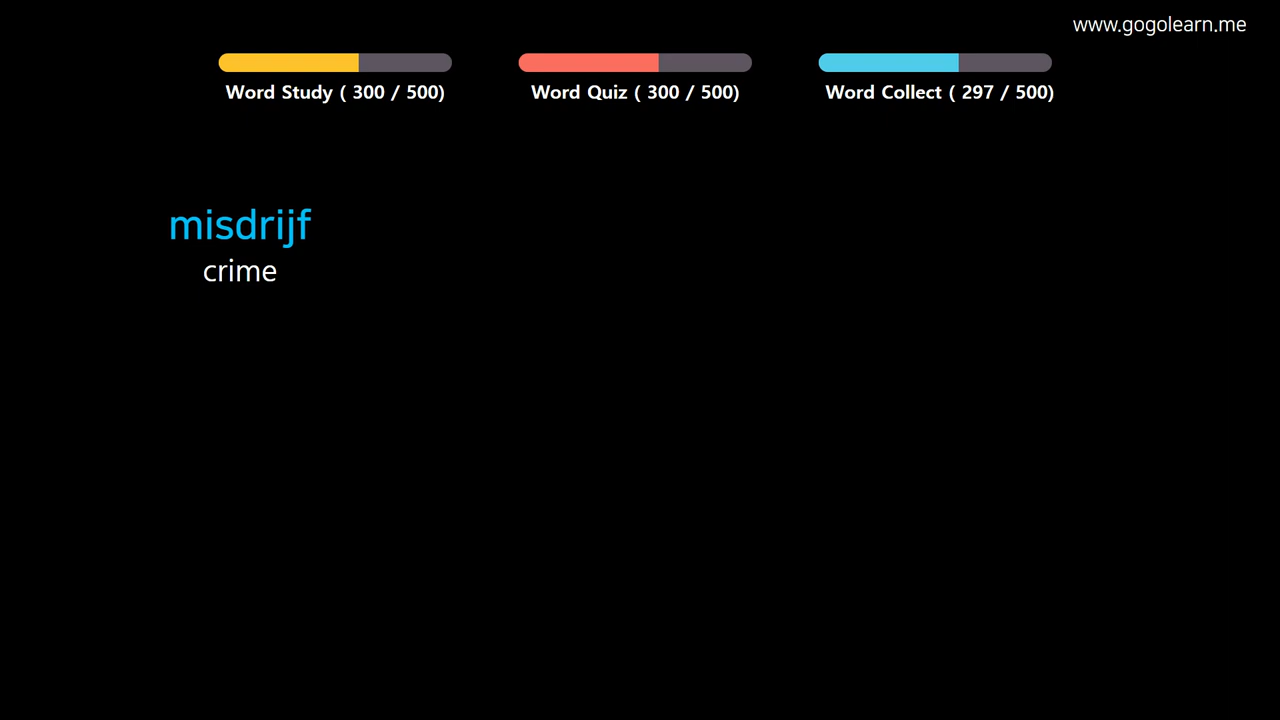 www.gogolearn.me
Word Study ( 300 / 500)
Word Quiz ( 300 / 500)
Word Collect ( 297 / 500)
misdrijf
crime